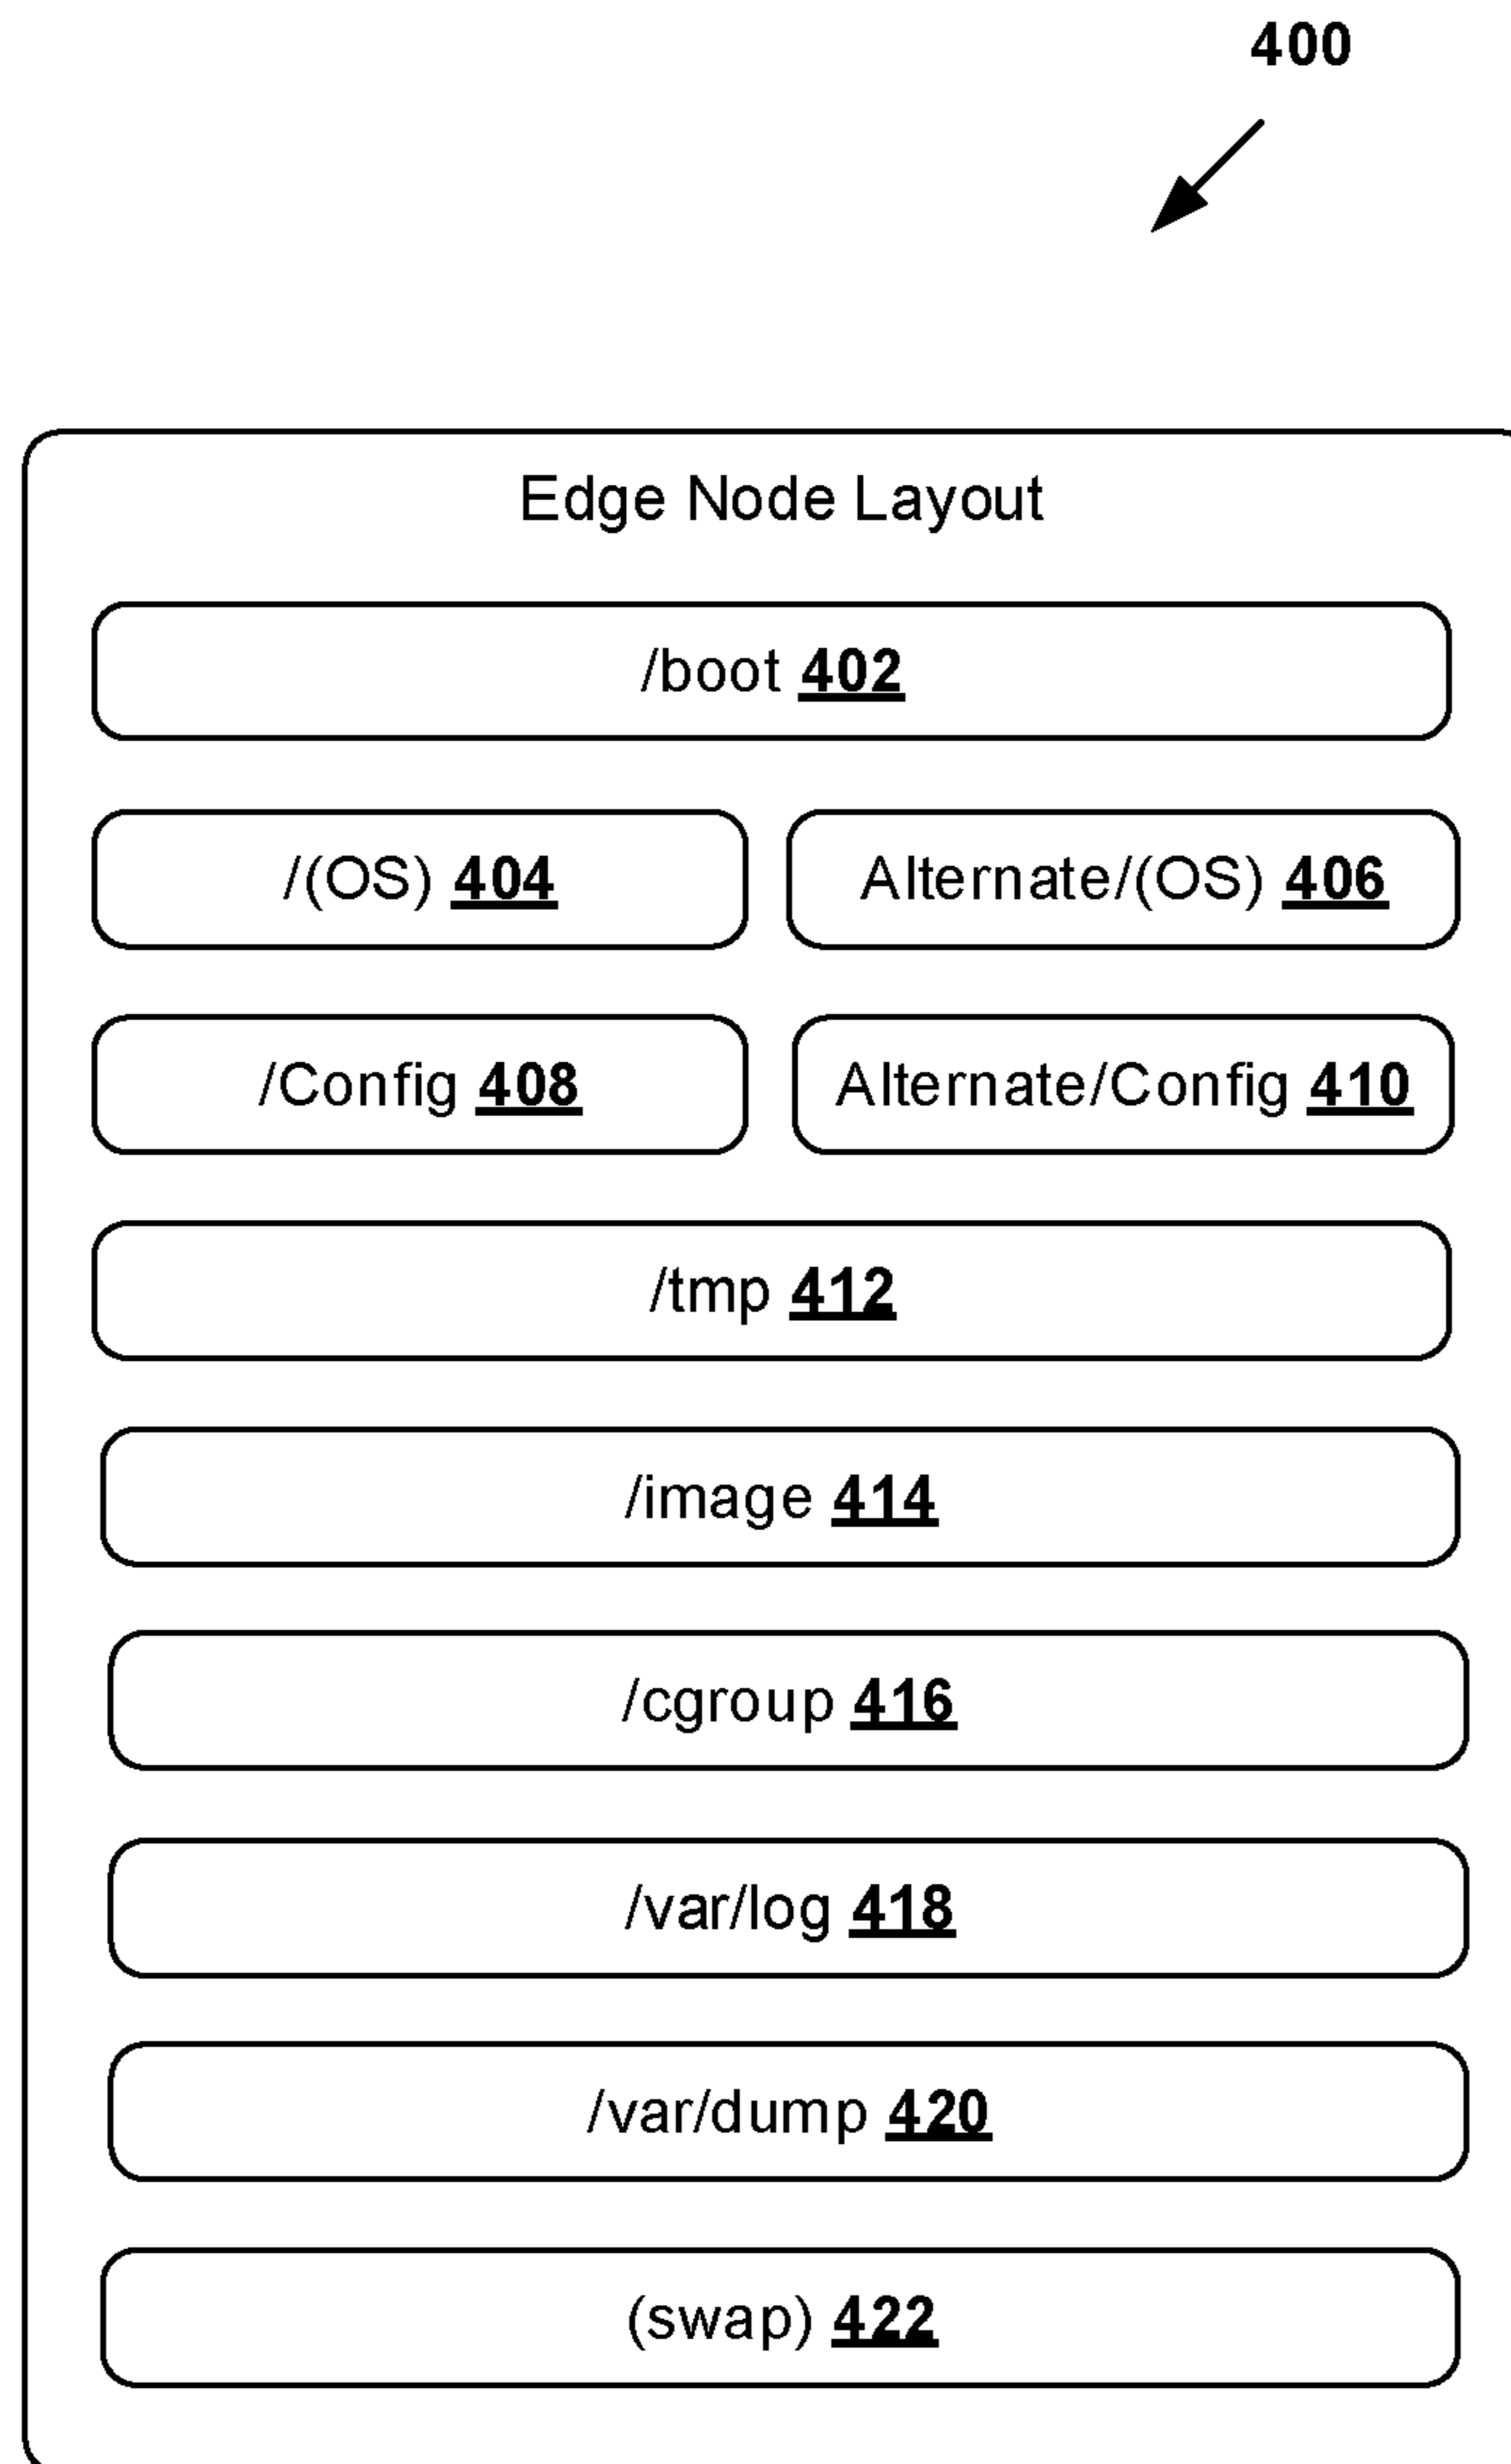 400
Edge Node Layout
/boot 402
/(OS) 404
Alternate/(OS) 406
/Config 408
Alternate/Config 410
/tmp 412
/image 414
/cgroup 416
/var/log 418
/var/dump 420
(swap) 422